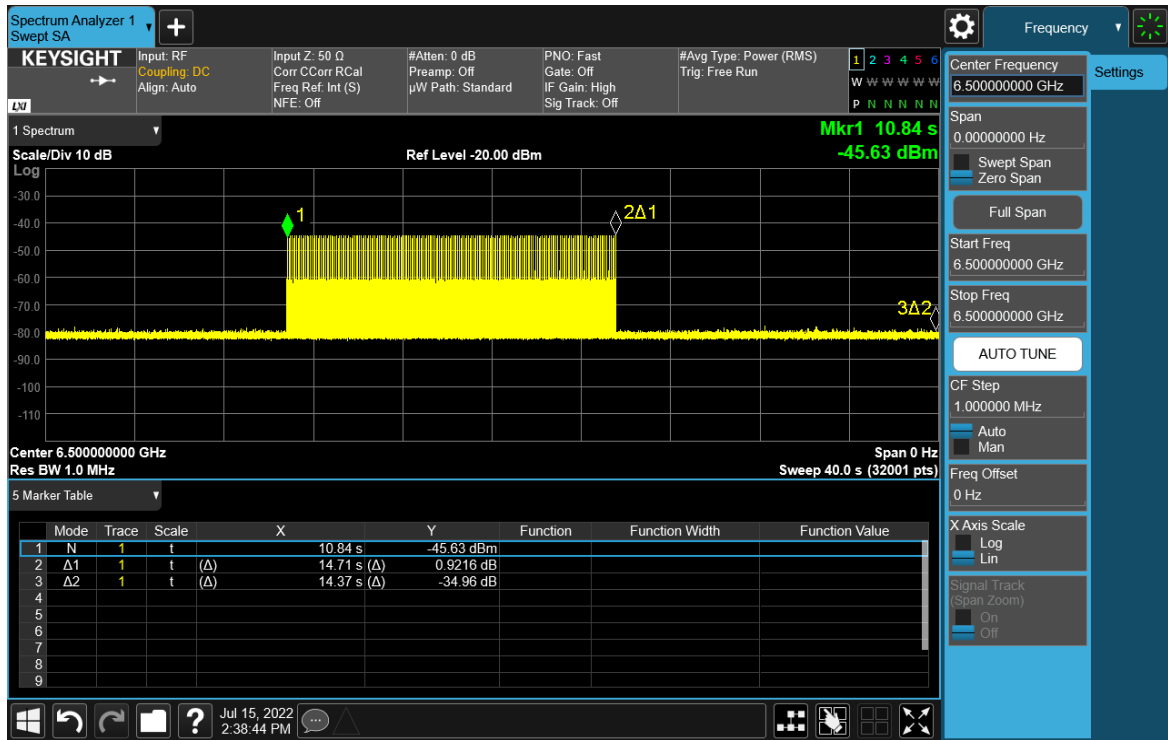 Spectrum Analyzer 1
Swept SA
+
Frequency
KEYSIGHT
LXI
Input: RF
Coupling: DC
Align: Auto
Input Z: 50 Ω
Corr CCorr RCal
Freq Ref: Int (S)
NFE: Off
#Atten: 0 dB
Preamp: Off
µW Path: Standard
PNO: Fast
Gate: Off
IF Gain: High
Sig Track: Off
#Avg Type: Power (RMS)
Trig: Free Run
1 2 3 4 5 6
W W W W W W
P N N N N N
1 Spectrum
Mkr1 10.84 s
-45.63 dBm
Scale/Div 10 dB
Ref Level -20.00 dBm
Log
-30.0
-40.0
-50.0
-60.0
-70.0
-80.0
-90.0
-100
-110
1
2Δ1
3Δ2
Center 6.500000000 GHz
Span 0 Hz
Res BW 1.0 MHz
Sweep 40.0 s (32001 pts)
5 Marker Table
Mode Trace Scale X Y Function Function Width Function Value
1 N 1 t 10.84 s -45.63 dBm
2 Δ1 1 t (Δ) 14.71 s (Δ) 0.9216 dB
3 Δ2 1 t (Δ) 14.37 s (Δ) -34.96 dB
4
5
6
7
8
9
Jul 15, 2022
2:38:44 PM
?
Center Frequency
6.500000000 GHz
Settings
Span
0.00000000 Hz
Swept Span
Zero Span
Full Span
Start Freq
6.500000000 GHz
Stop Freq
6.500000000 GHz
AUTO TUNE
CF Step
1.000000 MHz
Auto
Man
Freq Offset
0 Hz
X Axis Scale
Log
Lin
Signal Track
(Span Zoom)
On
Off